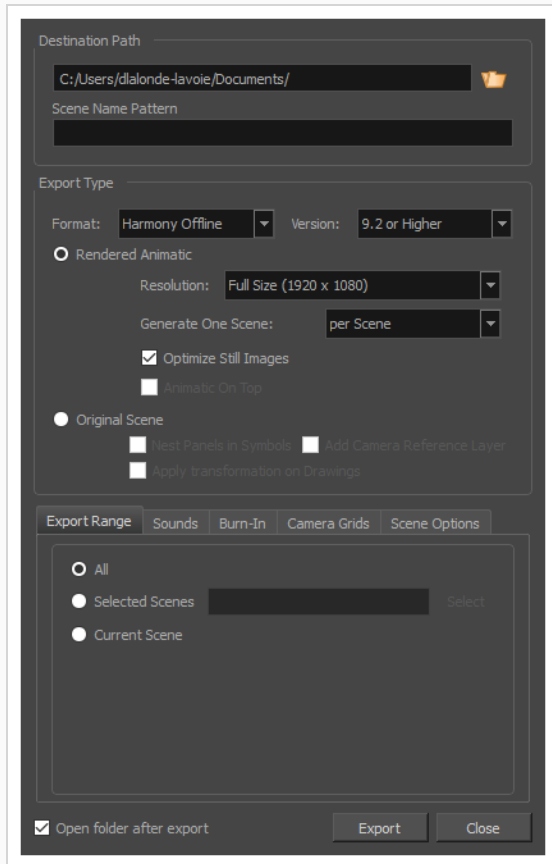 Destination Path
C:/Users/dlalonde-lavoie/Documents/
Scene Name Pattern
Export Type
Format: Harmony Offline Version: 9.2 or Higher
Rendered Animatic
Resolution: Full Size (1920 x 1080)
Generate One Scene: per Scene
Optimize Still Images
Animatic On Top
Original Scene
Nest Panels in Symbols Add Camera Reference Layer
Apply transformation on Drawings
Export Range Sounds Burn-In Camera Grids Scene Options
All
Selected Scenes Select
Current Scene
Open folder after export Export Close